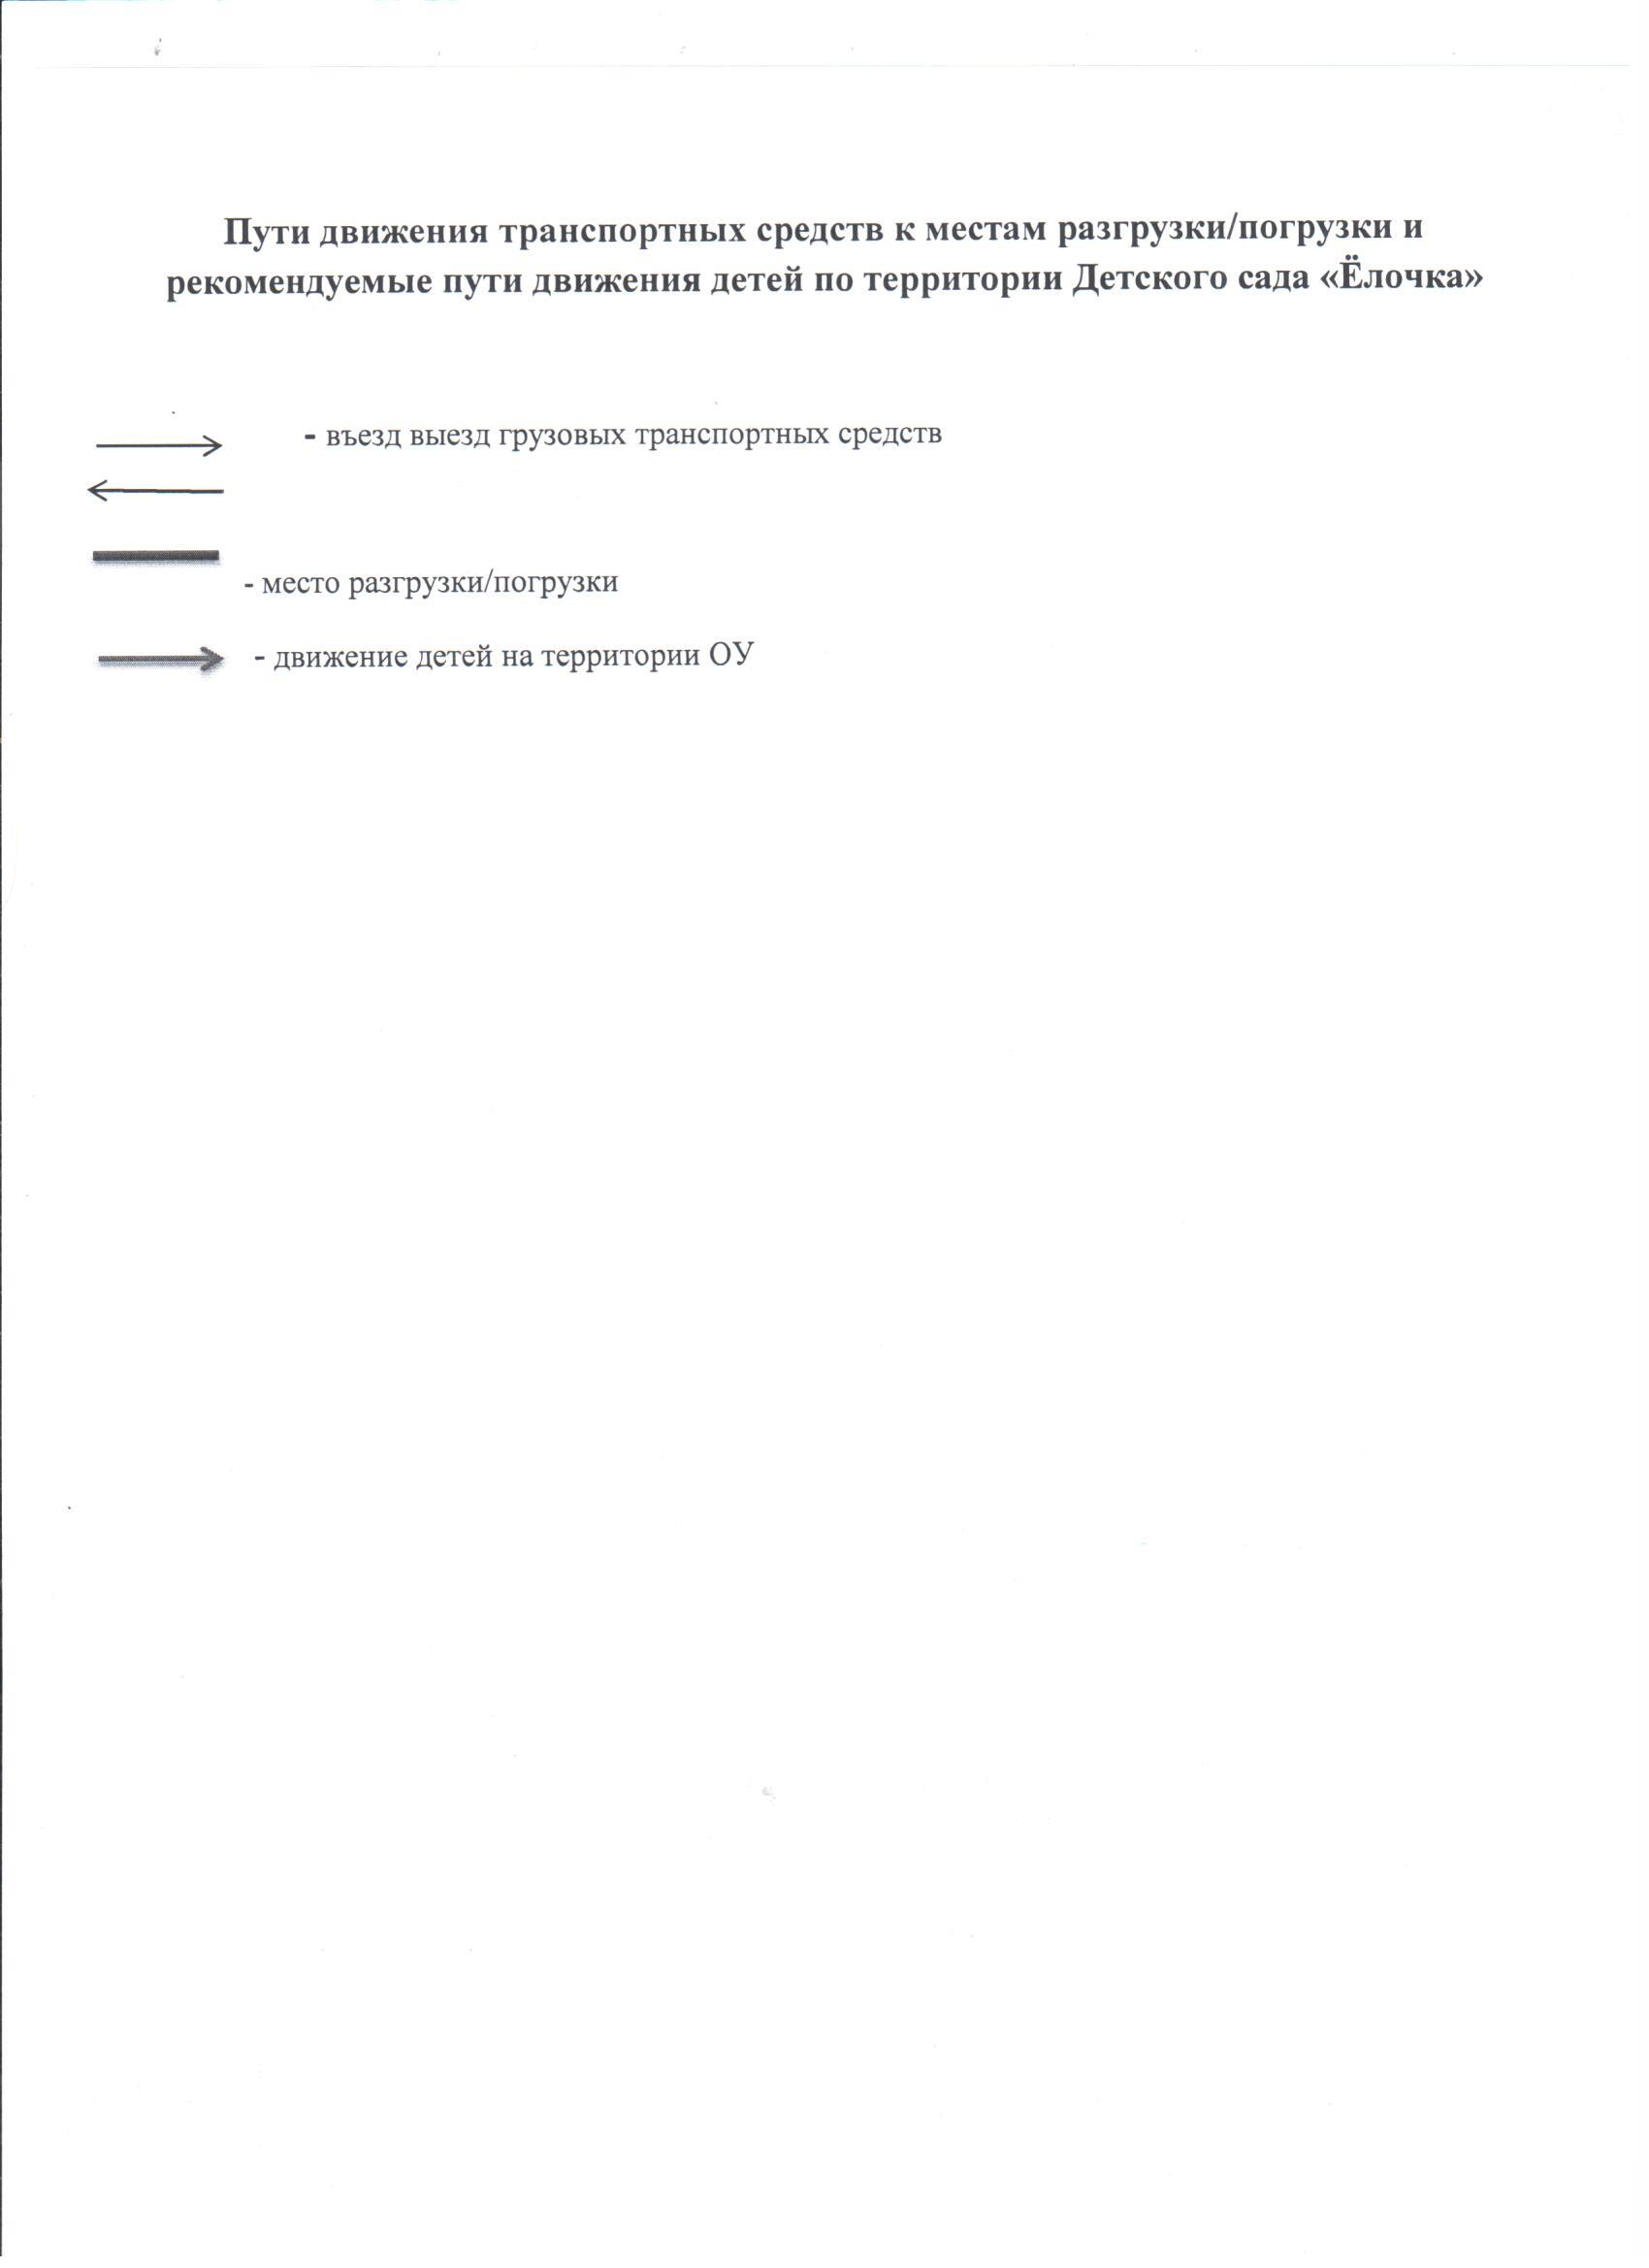 Пути движения транспортных средств к местам разгрузки/погрузки и
рекомендуемые пути движения детей по территории Детского сада «Ёлочка»
- въезд выезд грузовых транспортных средств
- место разгрузки/погрузки
- движение детей на территории ОУ